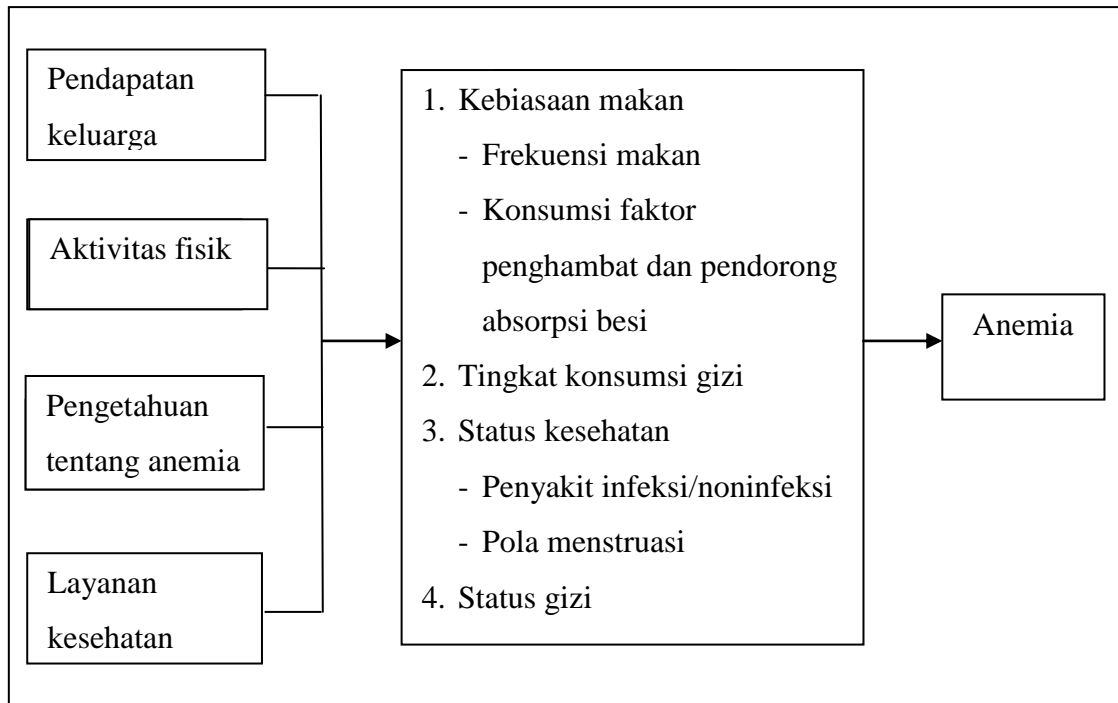 Pendapatan
keluarga
Aktivitas fisik
Pengetahuan
tentang anemia
Layanan
kesehatan
1. Kebiasaan makan
- Frekuensi makan
- Konsumsi faktor
penghambat dan pendorong
absorpsi besi
2. Tingkat konsumsi gizi
3. Status kesehatan
- Penyakit infeksi/noninfeksi
- Pola menstruasi
4. Status gizi
Anemia